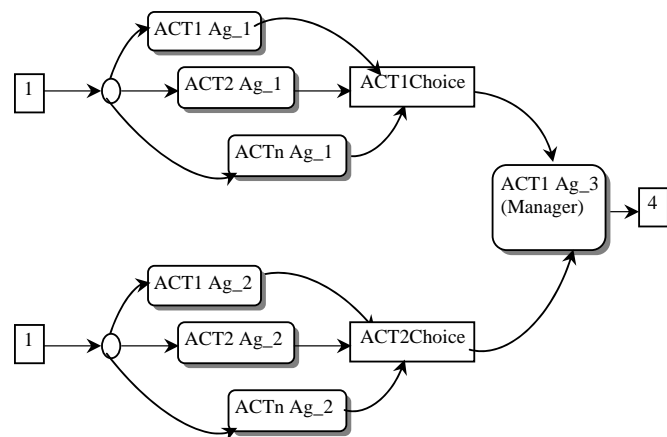 ACT1 Ag_1
1
ACT2 Ag_1
ACT1Choice
ACTn Ag_1
ACT1 Ag_3
(Manager)
4
ACT1 Ag_2
1
ACT2 Ag_2
ACT2Choice
ACTn Ag_2